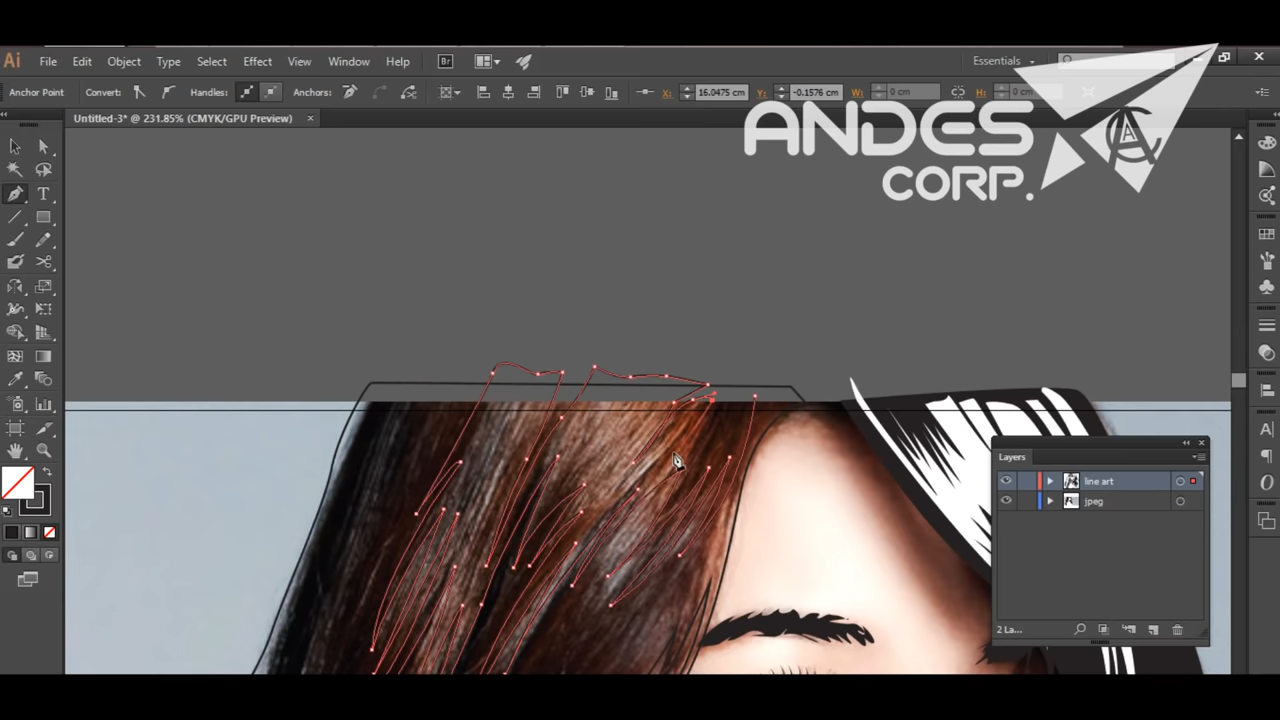 Ai File Edit Object Type Select Effect View Window Help Br Essentials
Anchor Point Convert: Handles: Anchors: X: 16.0475 cm Y: -0.1576 cm W: 0 cm H: 0 cm
Untitled-3* @ 231.85% (CMYK/GPU Preview)
ANDES
CORP.
Layers
line art
jpeg
2 La...